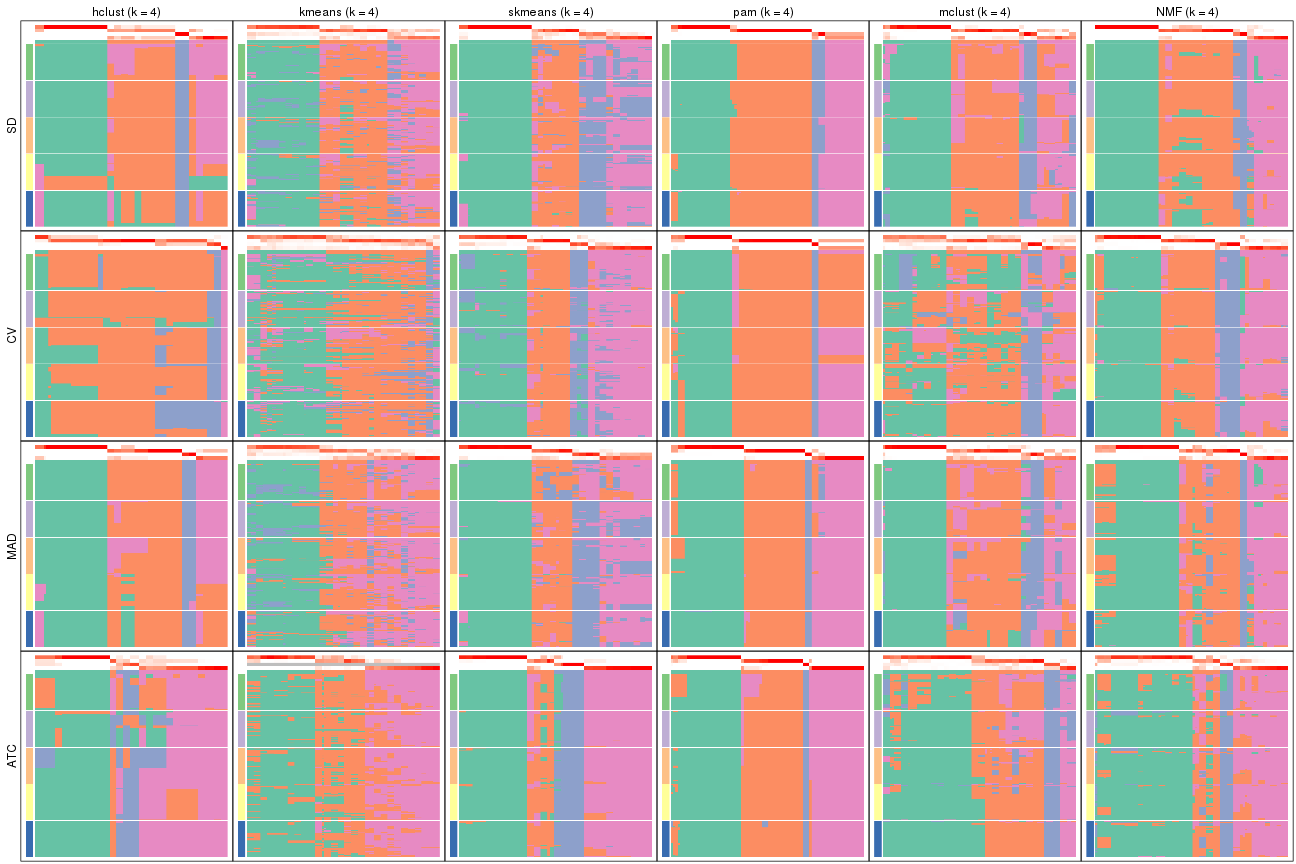 hclust (k = 4) kmeans (k = 4) skmeans (k = 4) pam (k = 4) mclust (k = 4) NMF (k = 4)
SD
CV
MAD
ATC